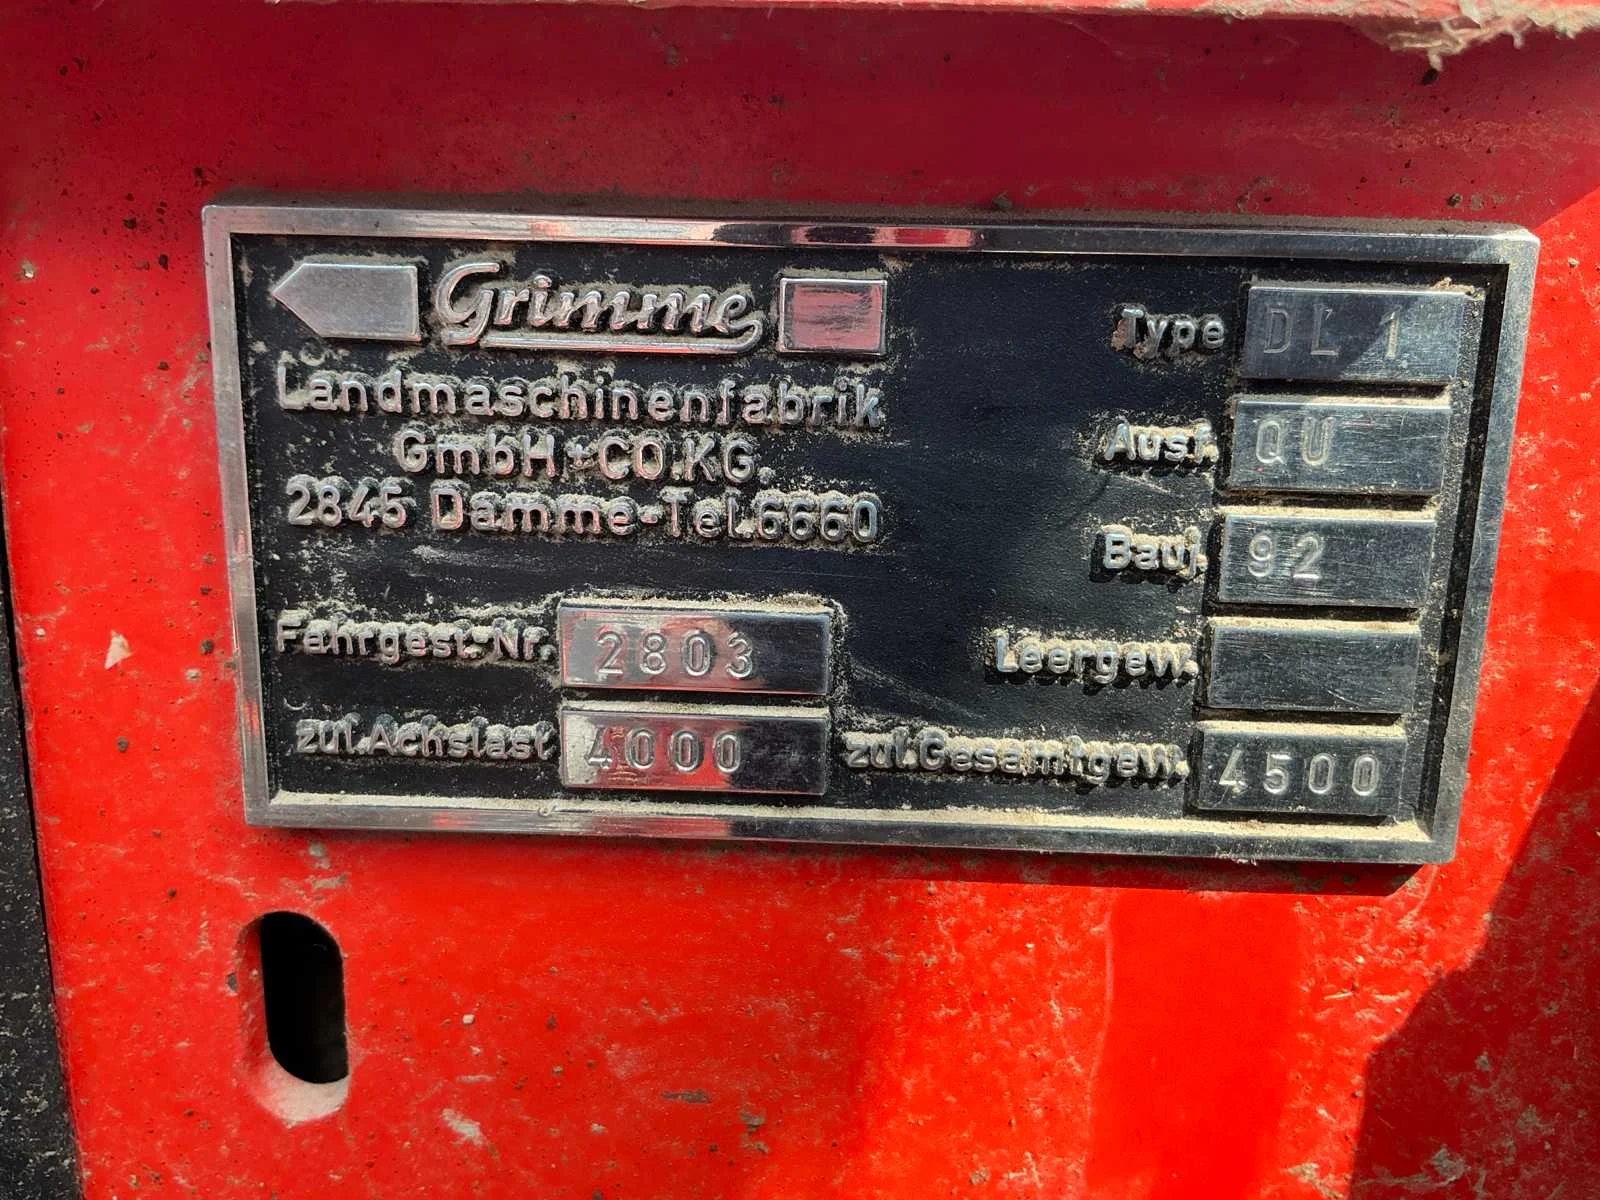 Grimme
Landmaschinenfabrik
GmbH + CO.KG.
2845 Damme-Tel.6660
Type DL 1
Ausf. QU
Bauj. 92
Fahrgest.-Nr. 2803
Leergew.
zul.Achslast 4000
zul.Gesamtgew. 4500